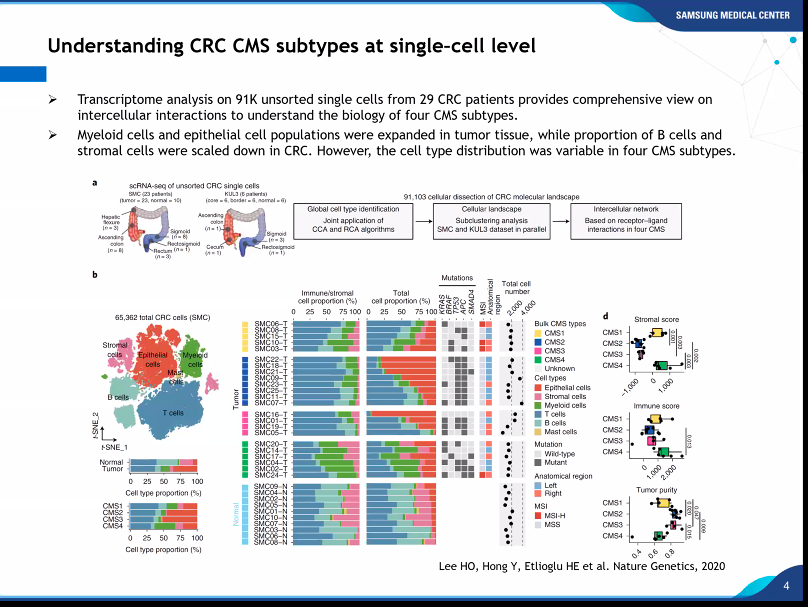 SAMSUNG MEDICAL CENTER
Understanding CRC CMS subtypes at single-cell level
Transcriptome analysis on 91K unsorted single cells from 29 CRC patients provides comprehensive view on
intercellular interactions to understand the biology of four CMS subtypes.
Myeloid cells and epithelial cell populations were expanded in tumor tissue, while proportion of B cells and
stromal cells were scaled down in CRC. However, the cell type distribution was variable in four CMS subtypes.
a
scRNA-seq of unsorted CRC single cells
SMC (23 patients)
(tumor = 23, normal = 10)
KUL3 (6 patients)
(core = 6, border = 6, normal = 6)
Hepatic
flexure
(n = 3)
Ascending
colon
(n = 8)
Sigmoid
(n = 8)
Rectosigmoid
(n = 1)
Rectum
(n = 3)
Ascending
colon
(n = 1)
Cecum
(n = 1)
Sigmoid
(n = 3)
Rectosigmoid
(n = 1)
91,103 cellular dissection of CRC molecular landscape
Global cell type identification
Joint application of
CCA and RCA algorithms
Cellular landscape
Subclustering analysis
SMC and KUL3 dataset in parallel
Intercellular network
Based on receptor–ligand
interactions in four CMS
b
65,362 total CRC cells (SMC)
Stromal
cells
Epithelial
cells
Myeloid
cells
Mast
cells
B cells
T cells
t-SNE_2
t-SNE_1
Normal
Tumor
0 25 50 75 100
Cell type proportion (%)
CMS1
CMS2
CMS3
CMS4
0 25 50 75 100
Cell type proportion (%)
Immune/stromal
cell proportion (%)
0 25 50 75 100
Total
cell proportion (%)
0 25 50 75 100
Mutations
KRAS
BRAF
TP53
APC
SMAD4
MSI
Anatomical
region
Total cell
number
2,000
4,000
Tumor
SMC06–T
SMC08–T
SMC15–T
SMC10–T
SMC03–T
SMC22–T
SMC18–T
SMC21–T
SMC09–T
SMC23–T
SMC25–T
SMC11–T
SMC07–T
SMC16–T
SMC01–T
SMC19–T
SMC05–T
SMC20–T
SMC14–T
SMC17–T
SMC04–T
SMC02–T
SMC24–T
Normal
SMC09–N
SMC04–N
SMC02–N
SMC05–N
SMC01–N
SMC10–N
SMC07–N
SMC03–N
SMC06–N
SMC08–N
Bulk CMS types
CMS1
CMS2
CMS3
CMS4
Unknown
Cell types
Epithelial cells
Stromal cells
Myeloid cells
T cells
B cells
Mast cells
Mutation
Wild-type
Mutant
Anatomical region
Left
Right
MSI
MSI-H
MSS
d
Stromal score
CMS1
CMS2
CMS3
CMS4
–1,000
0
1,000
Immune score
CMS1
CMS2
CMS3
CMS4
0
1,000
2,000
Tumor purity
CMS1
CMS2
CMS3
CMS4
0.4
0.6
0.8
Lee HO, Hong Y, Etlioglu HE et al. Nature Genetics, 2020
4